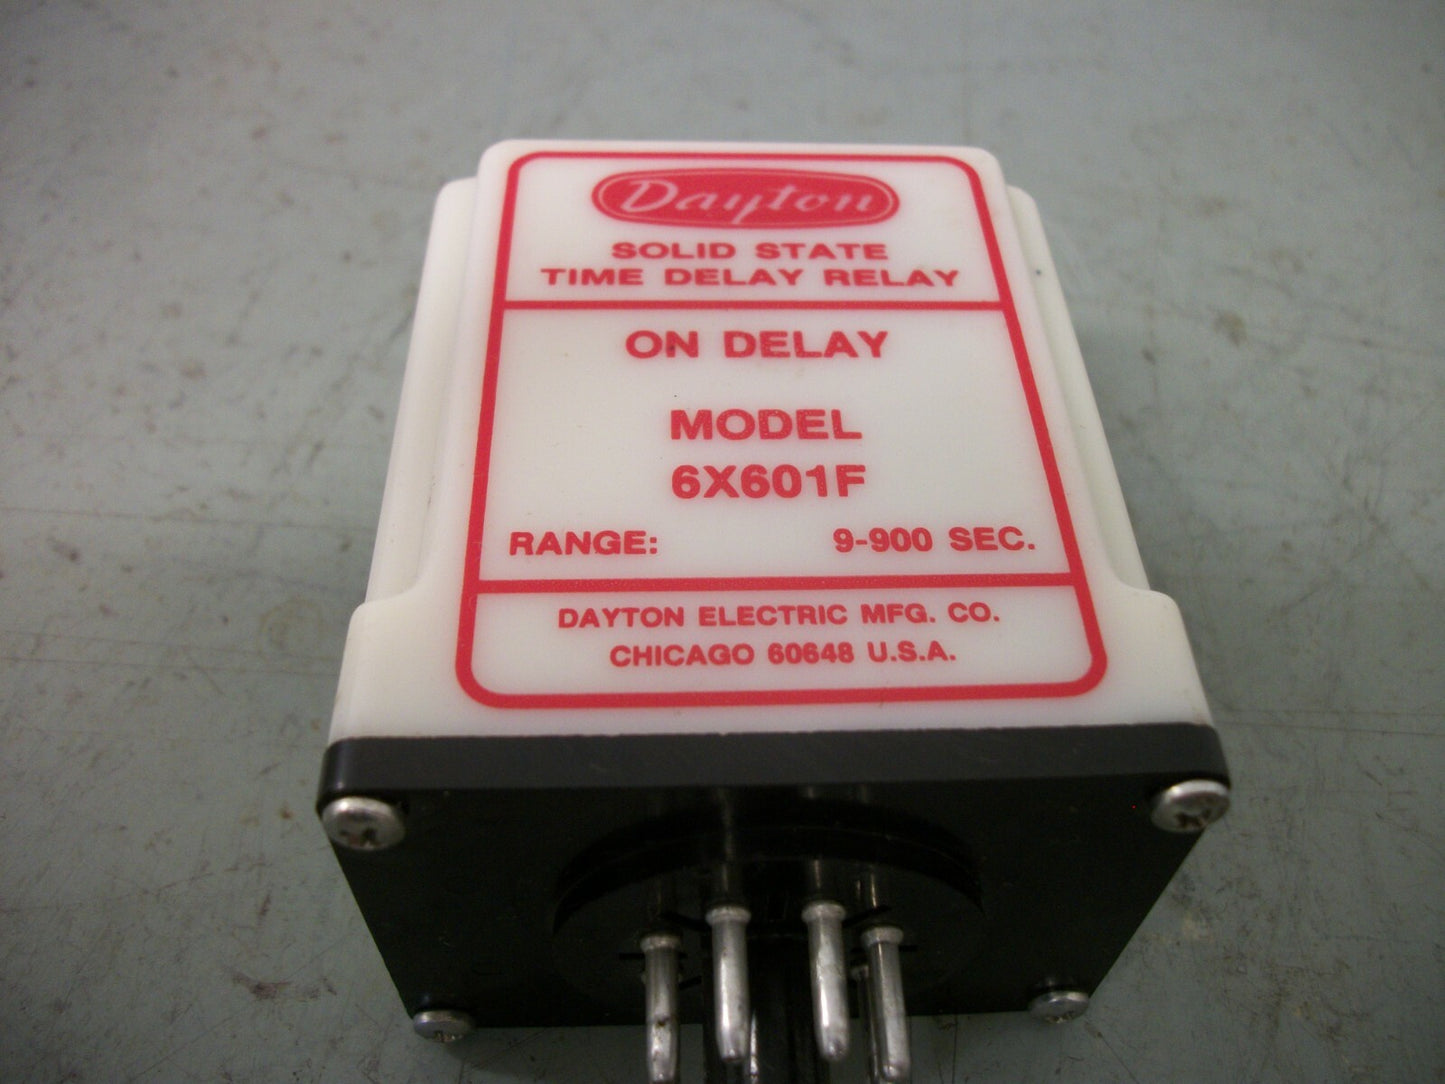 Dayton
SOLID STATE
TIME DELAY RELAY
ON DELAY
MODEL
6X601F
RANGE: 9-900 SEC.
DAYTON ELECTRIC MFG. CO.
CHICAGO 60648 U.S.A.